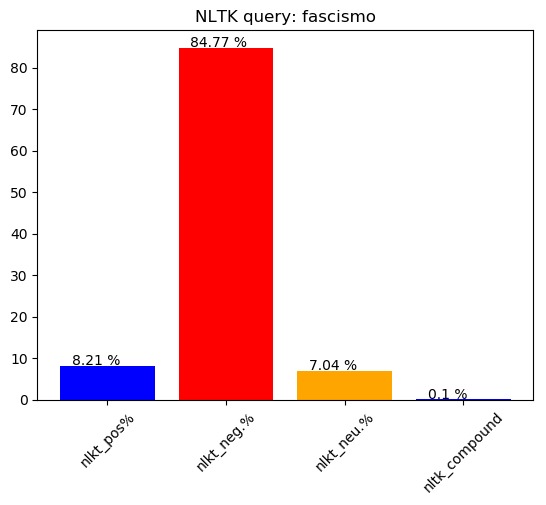 NLTK query: fascismo
84.77 %
8.21 %
7.04 %
0.1 %
80
70
60
50
40
30
20
10
0
nlkt_pos%
nlkt_neg.%
nlkt_neu.%
nltk_compound